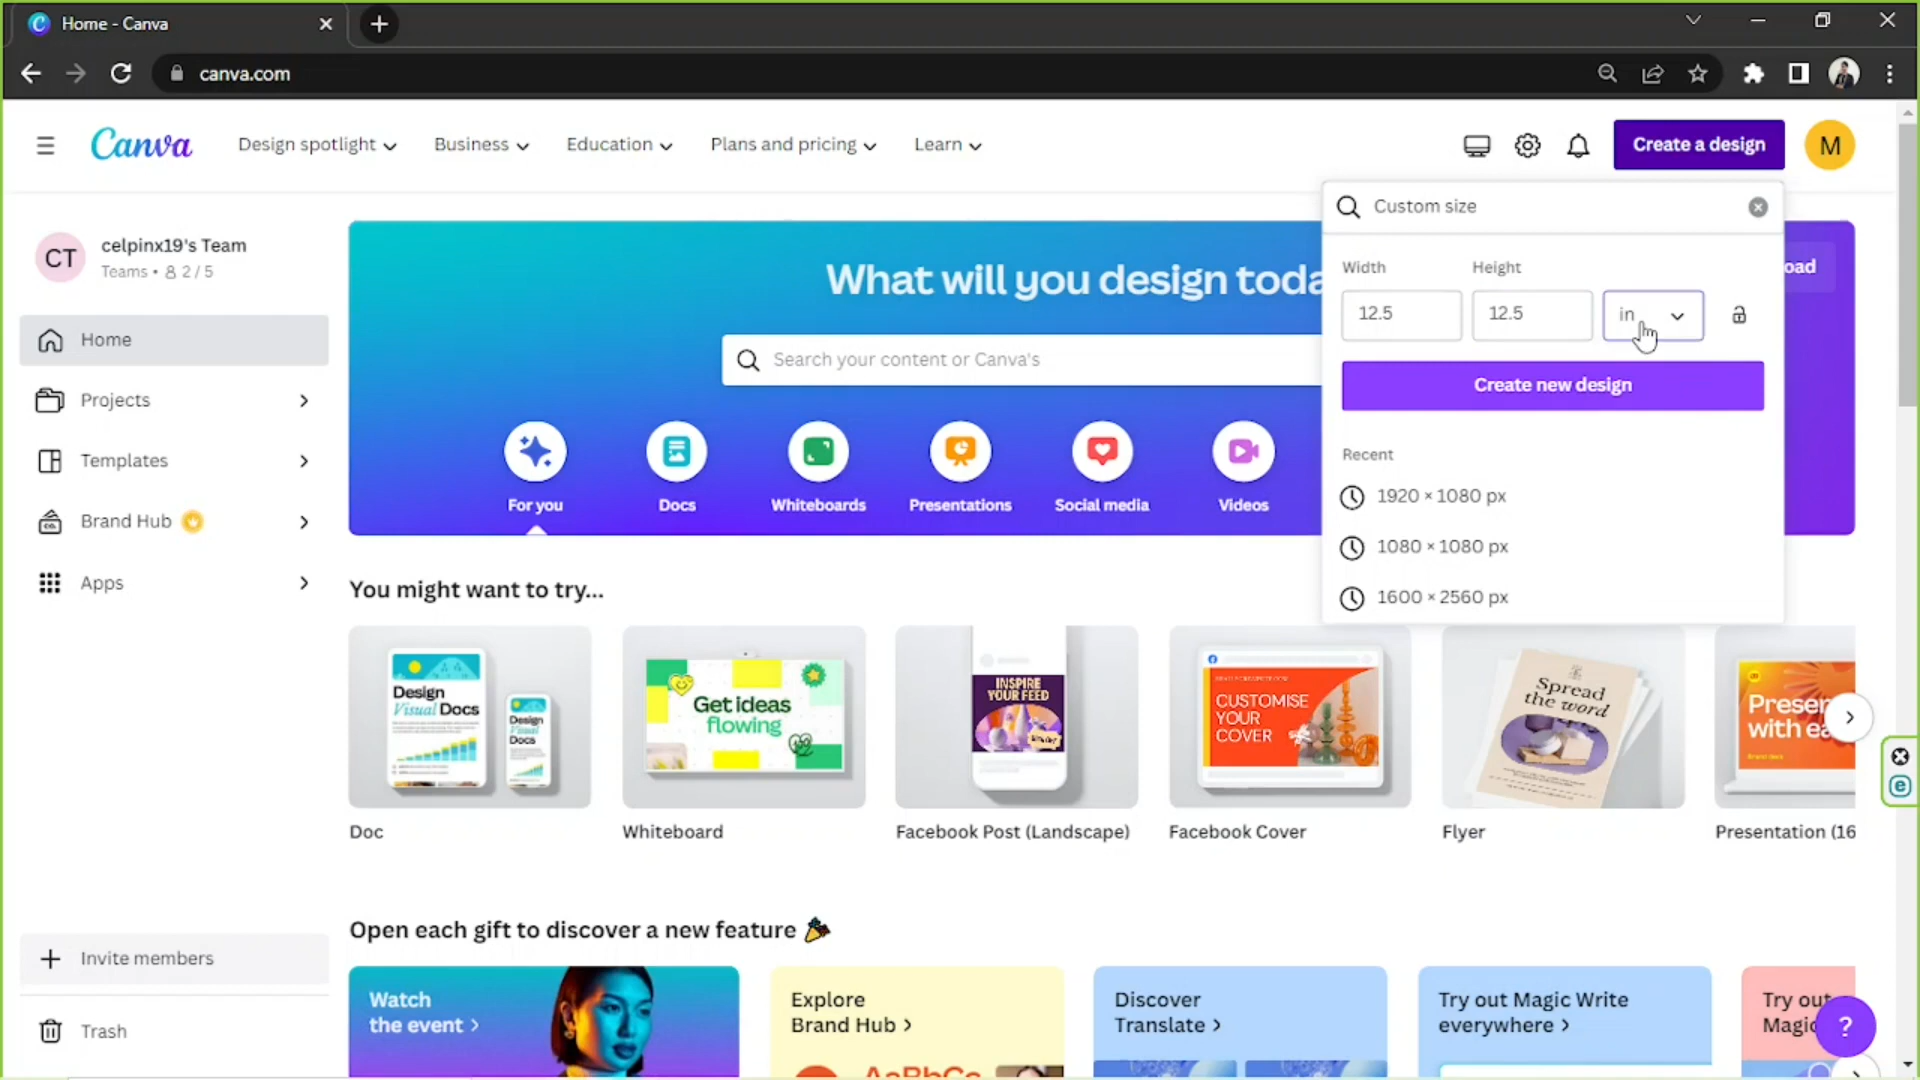 Home - Canva
canva.com
Canva
Design spotlight
Business
Education
Plans and pricing
Learn
Create a design
M
CT
celpinx19's Team
Teams • 2 / 5
Home
Projects
Templates
Brand Hub
Apps
Invite members
Trash
What will you design toda
oad
Search your content or Canva's
For you
Docs
Whiteboards
Presentations
Social media
Videos
Custom size
Width
Height
12.5
12.5
in
Create new design
Recent
1920 × 1080 px
1080 × 1080 px
1600 × 2560 px
You might want to try...
Design
Visual Docs
Design
Visual
Docs
Get ideas
flowing
INSPIRE
YOUR FEED
CUSTOMISE
YOUR
COVER
Spread
the word
Presen
with ea
Doc
Whiteboard
Facebook Post (Landscape)
Facebook Cover
Flyer
Presentation (16
Open each gift to discover a new feature
Watch
the event >
Explore
Brand Hub >
Discover
Translate >
Try out Magic Write
everywhere >
Try out
Magic
?